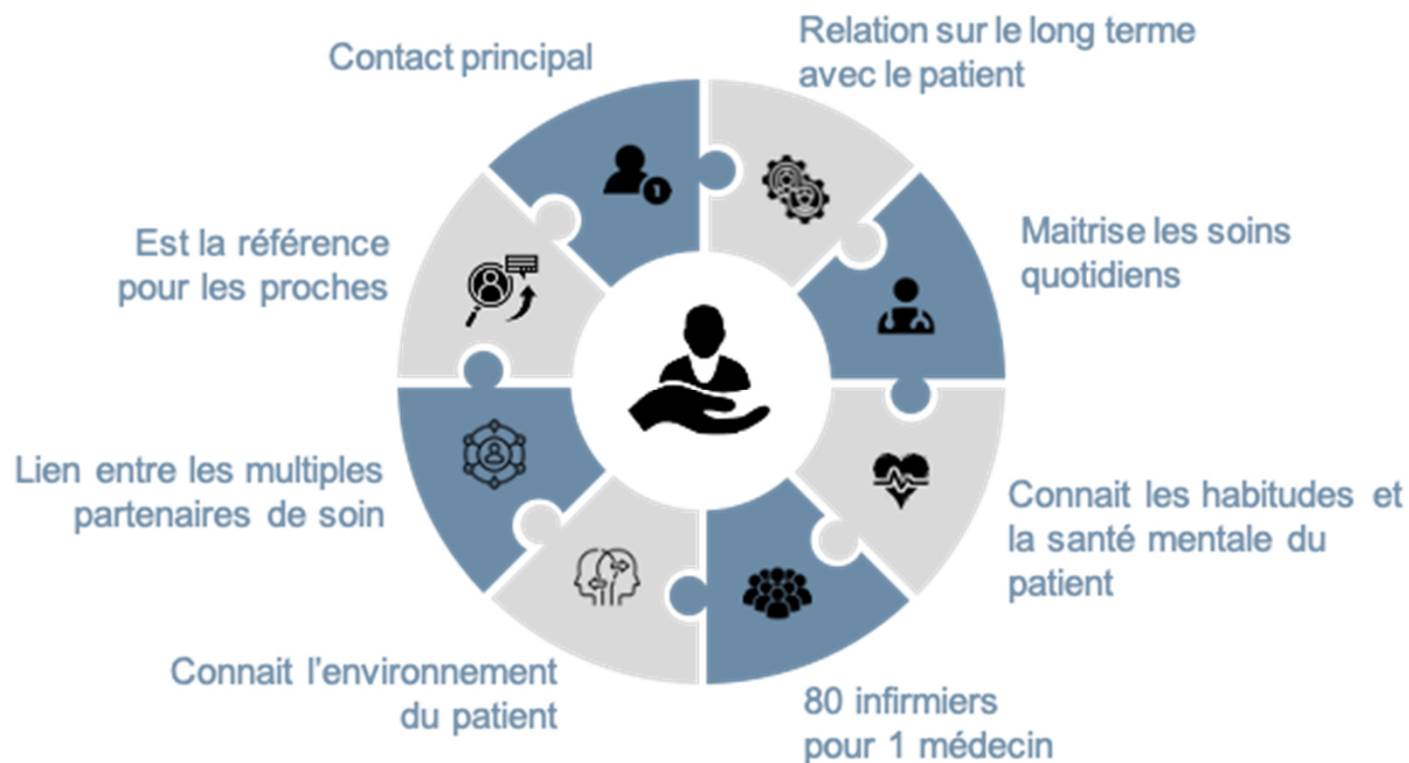 Contact principal
Relation sur le long terme
avec le patient
Maitrise les soins
quotidiens
Connait les habitudes et
la santé mentale du
patient
80 infirmiers
pour 1 médecin
Connait l'environnement
du patient
Lien entre les multiples
partenaires de soin
Est la référence
pour les proches
1